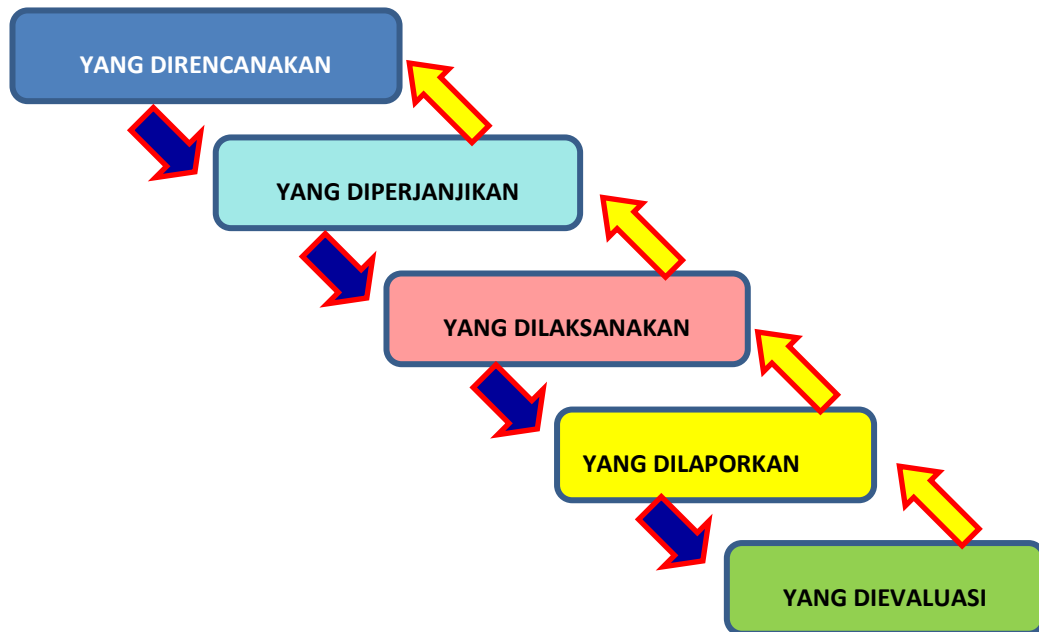 YANG DIRENCANAKAN
YANG DIPERJANJIKAN
YANG DILAKSANAKAN
YANG DILAPORKAN
YANG DIEVALUASI